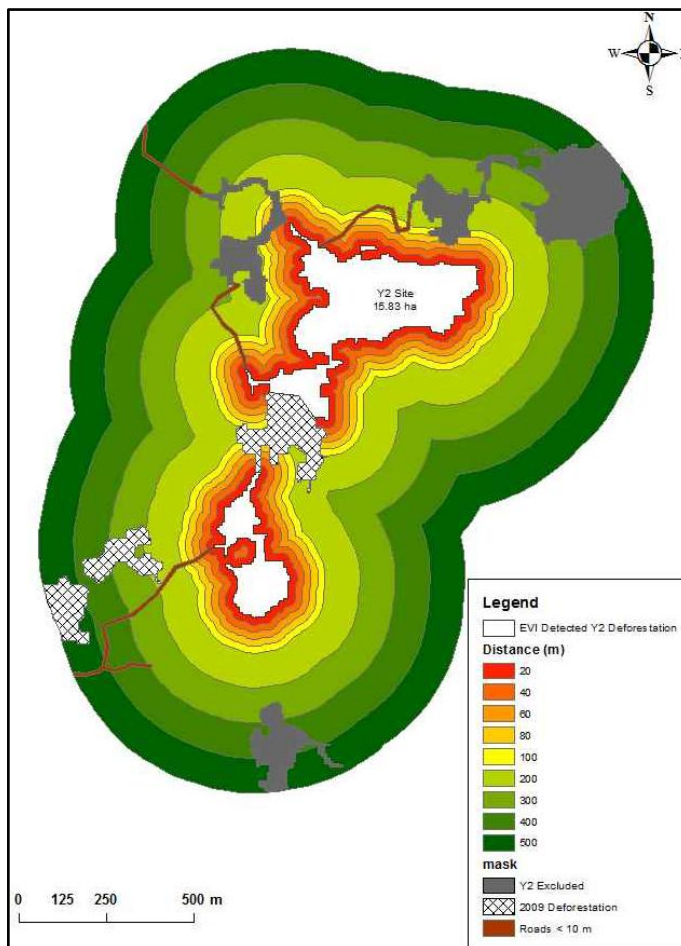 N
W
S
Y2 Site
15.83 ha
Legend
EVI Detected Y2 Deforestation
Distance (m)
20
40
60
80
100
200
300
400
500
mask
Y2 Excluded
2009 Deforestation
Roads < 10 m
0 125 250 500 m